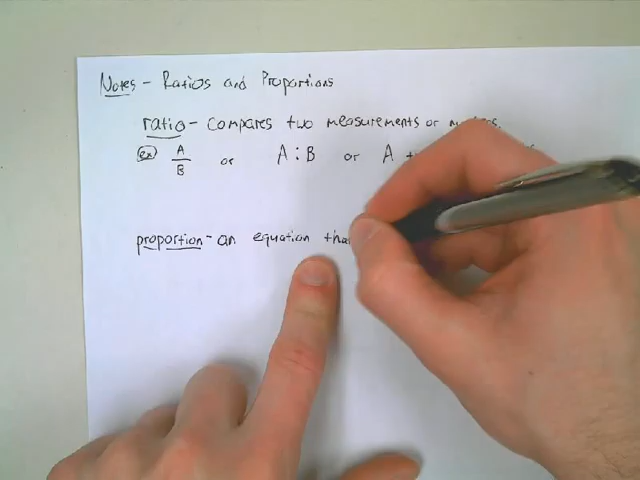 Notes - Ratios and Proportions
ratio - compares two measurements or
ex A/B or A : B or A
proportion - an equation tha